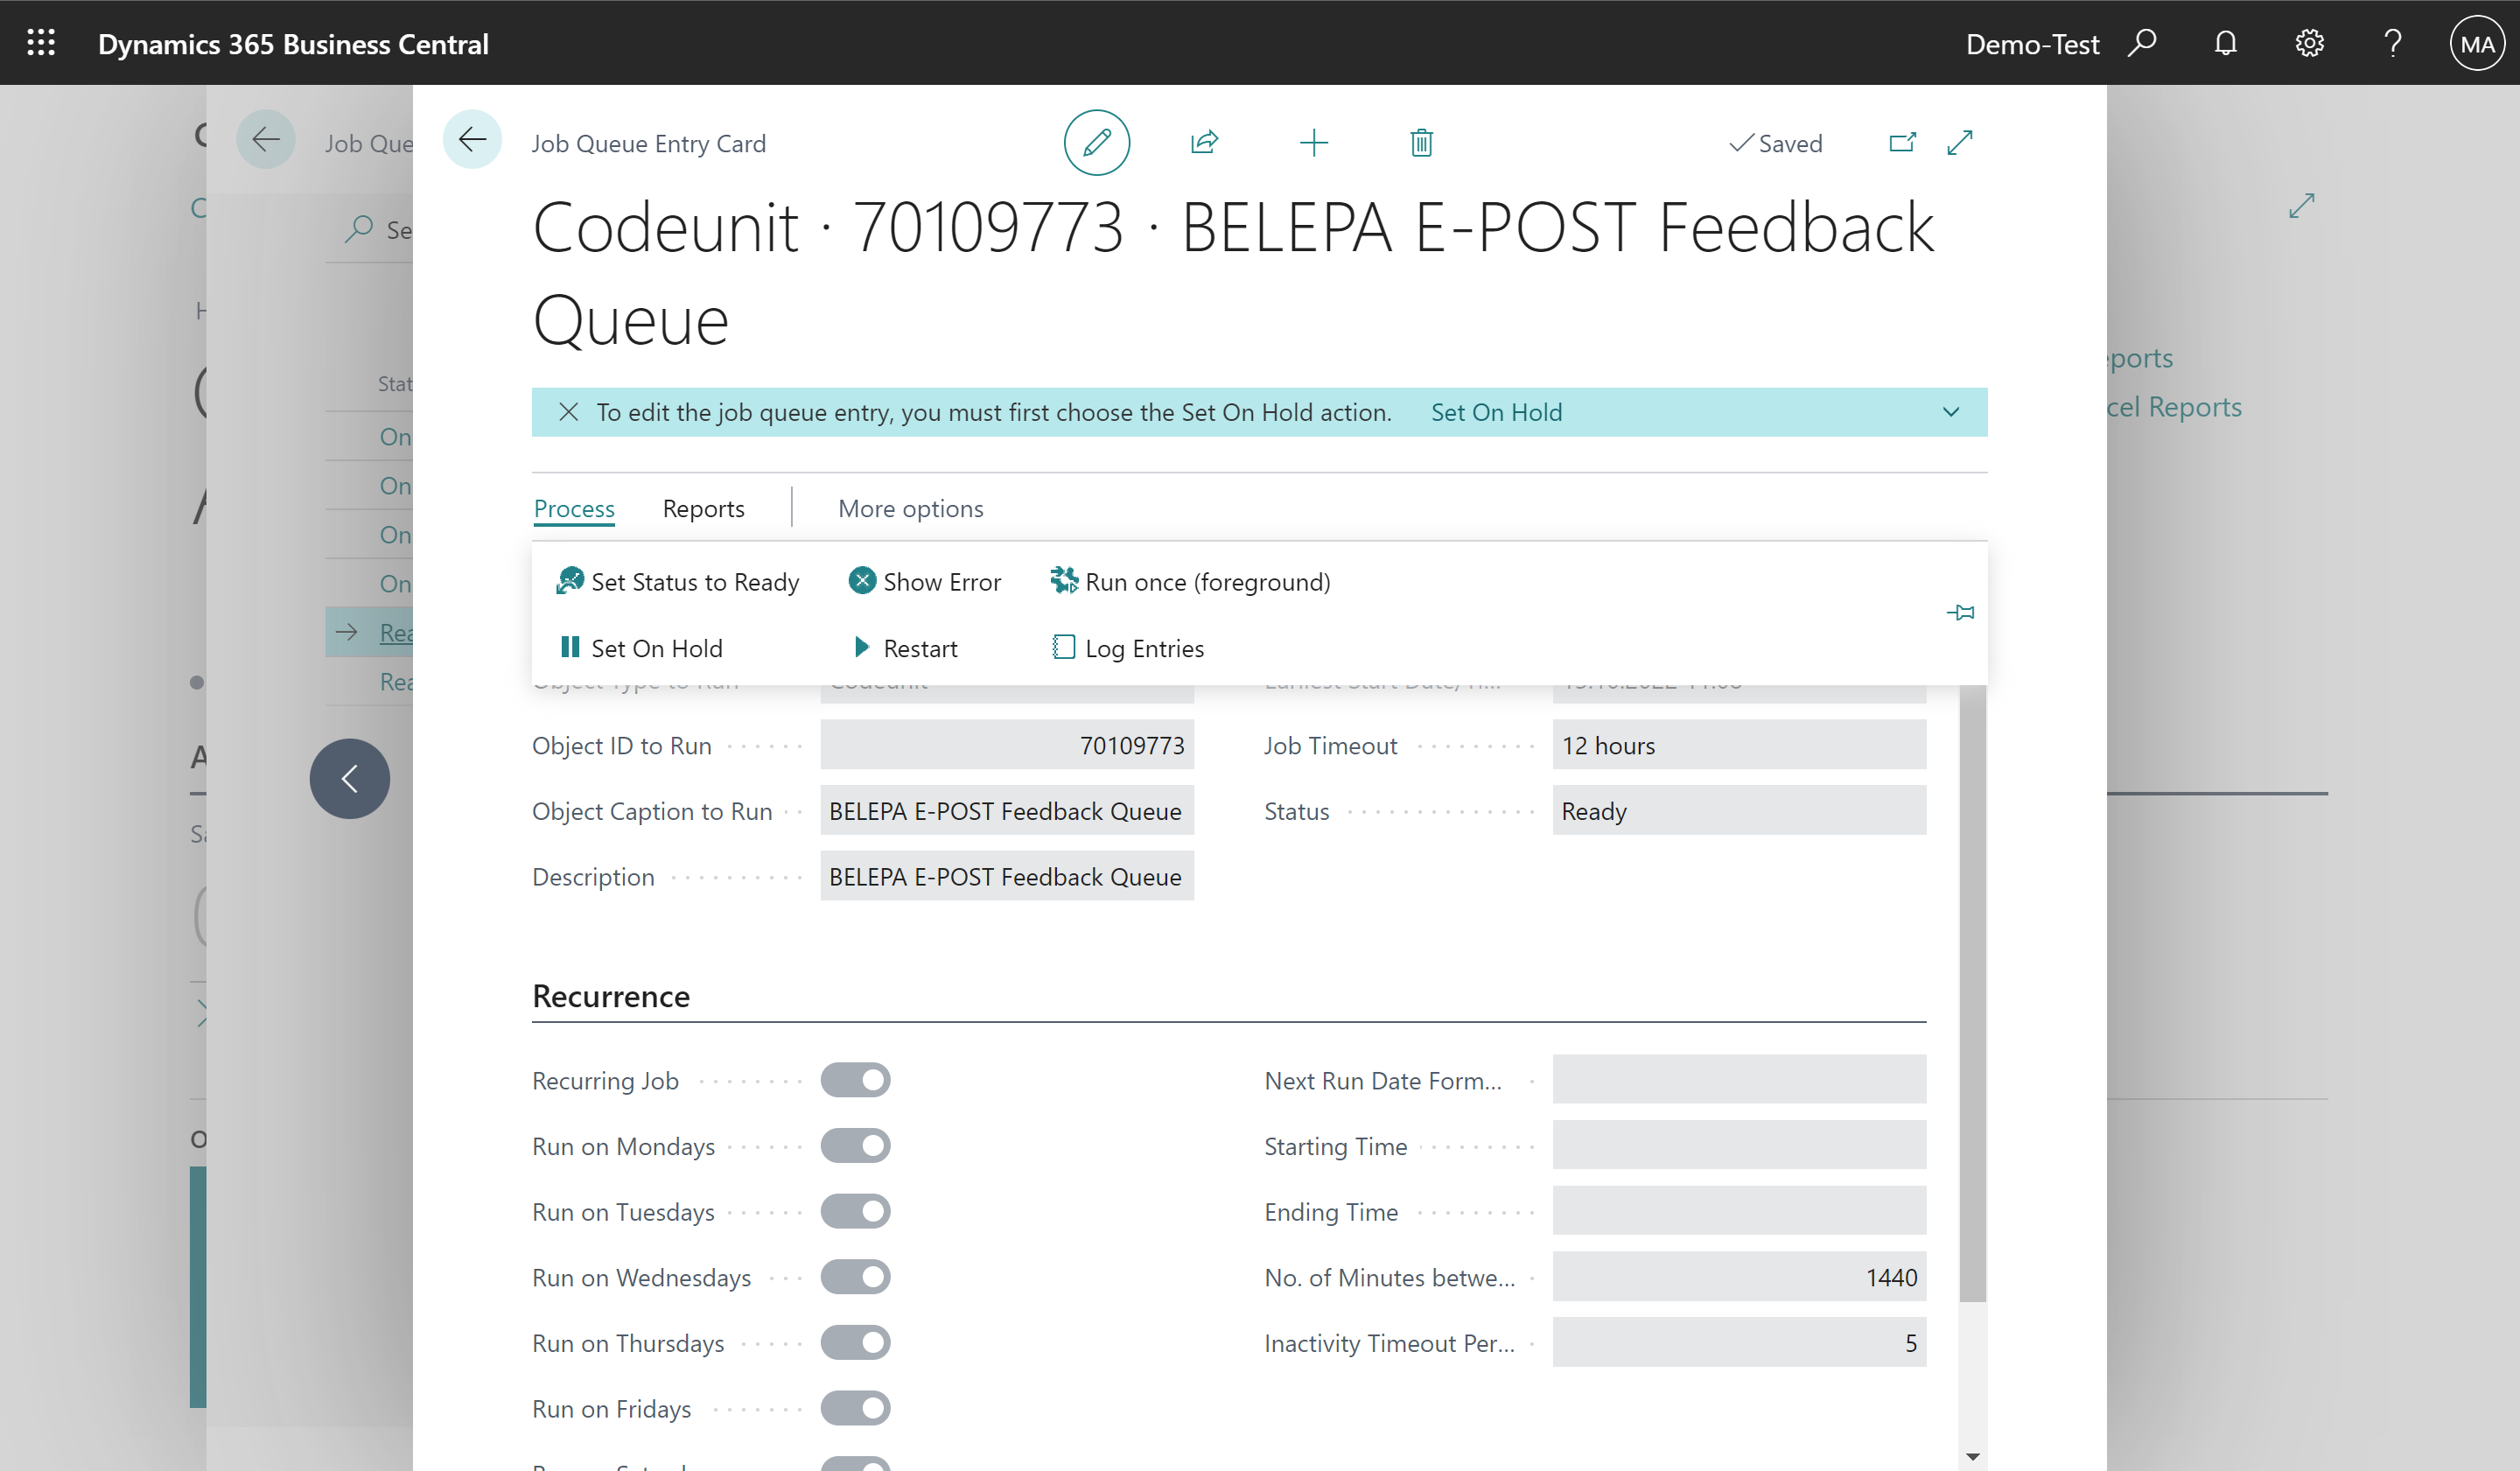 Dynamics 365 Business Central
Demo-Test
MA
Job Que
Job Queue Entry Card
Saved
Codeunit · 70109773 · BELEPA E-POST Feedback
Queue
Se
To edit the job queue entry, you must first choose the Set On Hold action. Set On Hold
Process Reports More options
Set Status to Ready Show Error Run once (foreground)
Set On Hold Restart Log Entries
Stat
On
On
On
On
Rea
Rea
eports
cel Reports
Object ID to Run 70109773
Job Timeout 12 hours
Object Caption to Run BELEPA E-POST Feedback Queue
Status Ready
Description BELEPA E-POST Feedback Queue
Recurrence
Recurring Job
Next Run Date Form...
Run on Mondays
Starting Time
Run on Tuesdays
Ending Time
Run on Wednesdays
No. of Minutes betwe... 1440
Run on Thursdays
Inactivity Timeout Per... 5
Run on Fridays